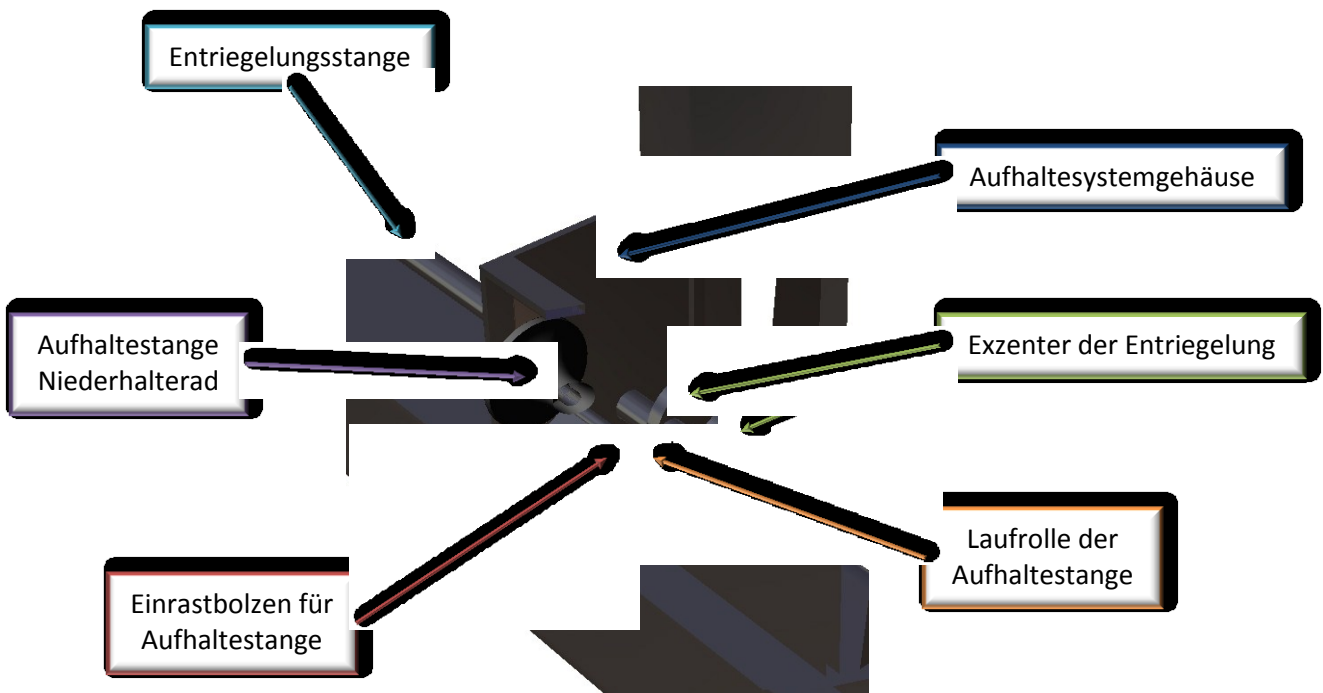 Entriegelungsstange
Aufhaltesystemgehäuse
Aufhaltestange
Niederhalterad
Exzenter der Entriegelung
Einrastbolzen für
Aufhaltestange
Laufrolle der
Aufhaltestange